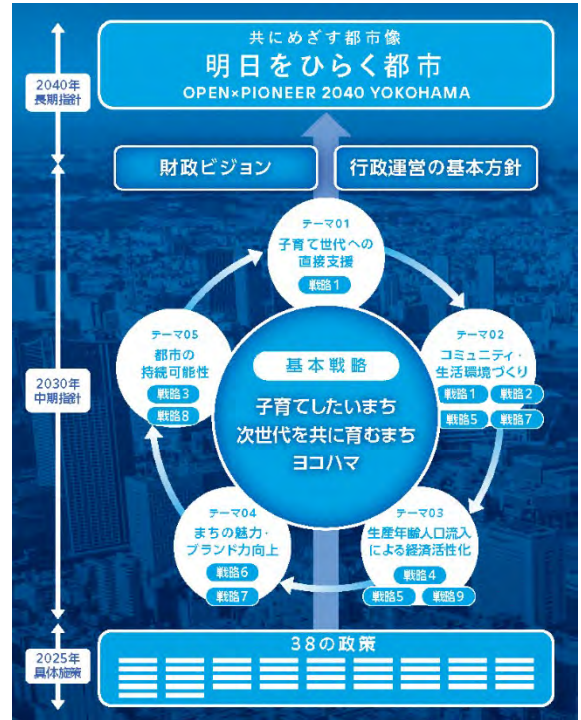 共にめざす都市像
明日をひらく都市
OPEN×PIONEER 2040 YOKOHAMA
2040年
長期指針
財政ビジョン
行政運営の基本方針
テーマ01
子育て世代への
直接支援
戦略1
テーマ05
都市の
持続可能性
戦略3
戦略8
テーマ02
コミュニティ・
生活環境づくり
戦略1 戦略2
戦略5 戦略7
2030年
中期指針
基本戦略
子育てしたいまち
次世代を共に育むまち
ヨコハマ
テーマ04
まちの魅力・
ブランド力向上
戦略6
戦略7
テーマ03
生産年齢人口流入
による経済活性化
戦略4
戦略5 戦略9
2025年
具体施策
38の政策